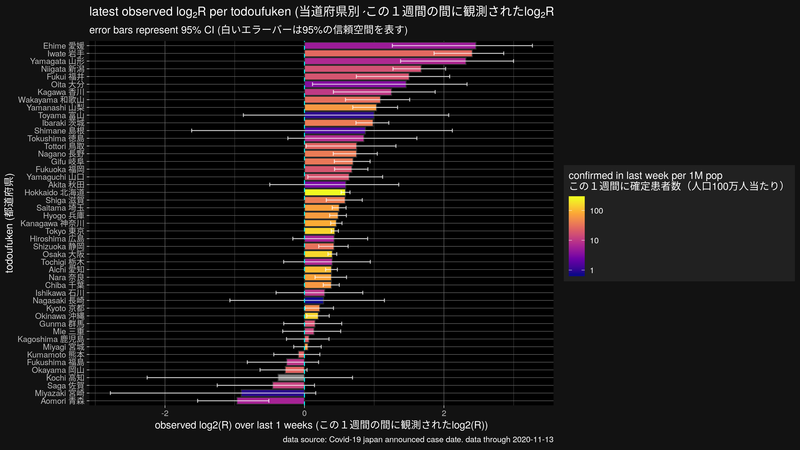 latest observed log₂R per todoufuken (当道府県別・この１週間の間に観測されたlog₂R
error bars represent 95% CI (白いエラーバーは95%の信頼空間を表す)
todoufuken (都道府県)
Ehime 愛媛
Iwate 岩手
Yamagata 山形
Niigata 新潟
Fukui 福井
Oita 大分
Kagawa 香川
Wakayama 和歌山
Yamanashi 山梨
Toyama 富山
Ibaraki 茨城
Shimane 島根
Tokushima 徳島
Tottori 鳥取
Nagano 長野
Gifu 岐阜
Fukuoka 福岡
Yamaguchi 山口
Akita 秋田
Hokkaido 北海道
Shiga 滋賀
Saitama 埼玉
Hyogo 兵庫
Kanagawa 神奈川
Tokyo 東京
Hiroshima 広島
Shizuoka 静岡
Osaka 大阪
Tochigi 栃木
Aichi 愛知
Nara 奈良
Chiba 千葉
Ishikawa 石川
Nagasaki 長崎
Kyoto 京都
Okinawa 沖縄
Gunma 群馬
Mie 三重
Kagoshima 鹿児島
Miyagi 宮城
Kumamoto 熊本
Fukushima 福島
Okayama 岡山
Kochi 高知
Saga 佐賀
Miyazaki 宮崎
Aomori 青森
-2 0 2
observed log2(R) over last 1 weeks (この１週間の間に観測されたlog2(R))
data source: Covid-19 japan announced case date. data through 2020-11-13
confirmed in last week per 1M pop
この１週間に確定患者数（人口100万人当たり）
100
10
1